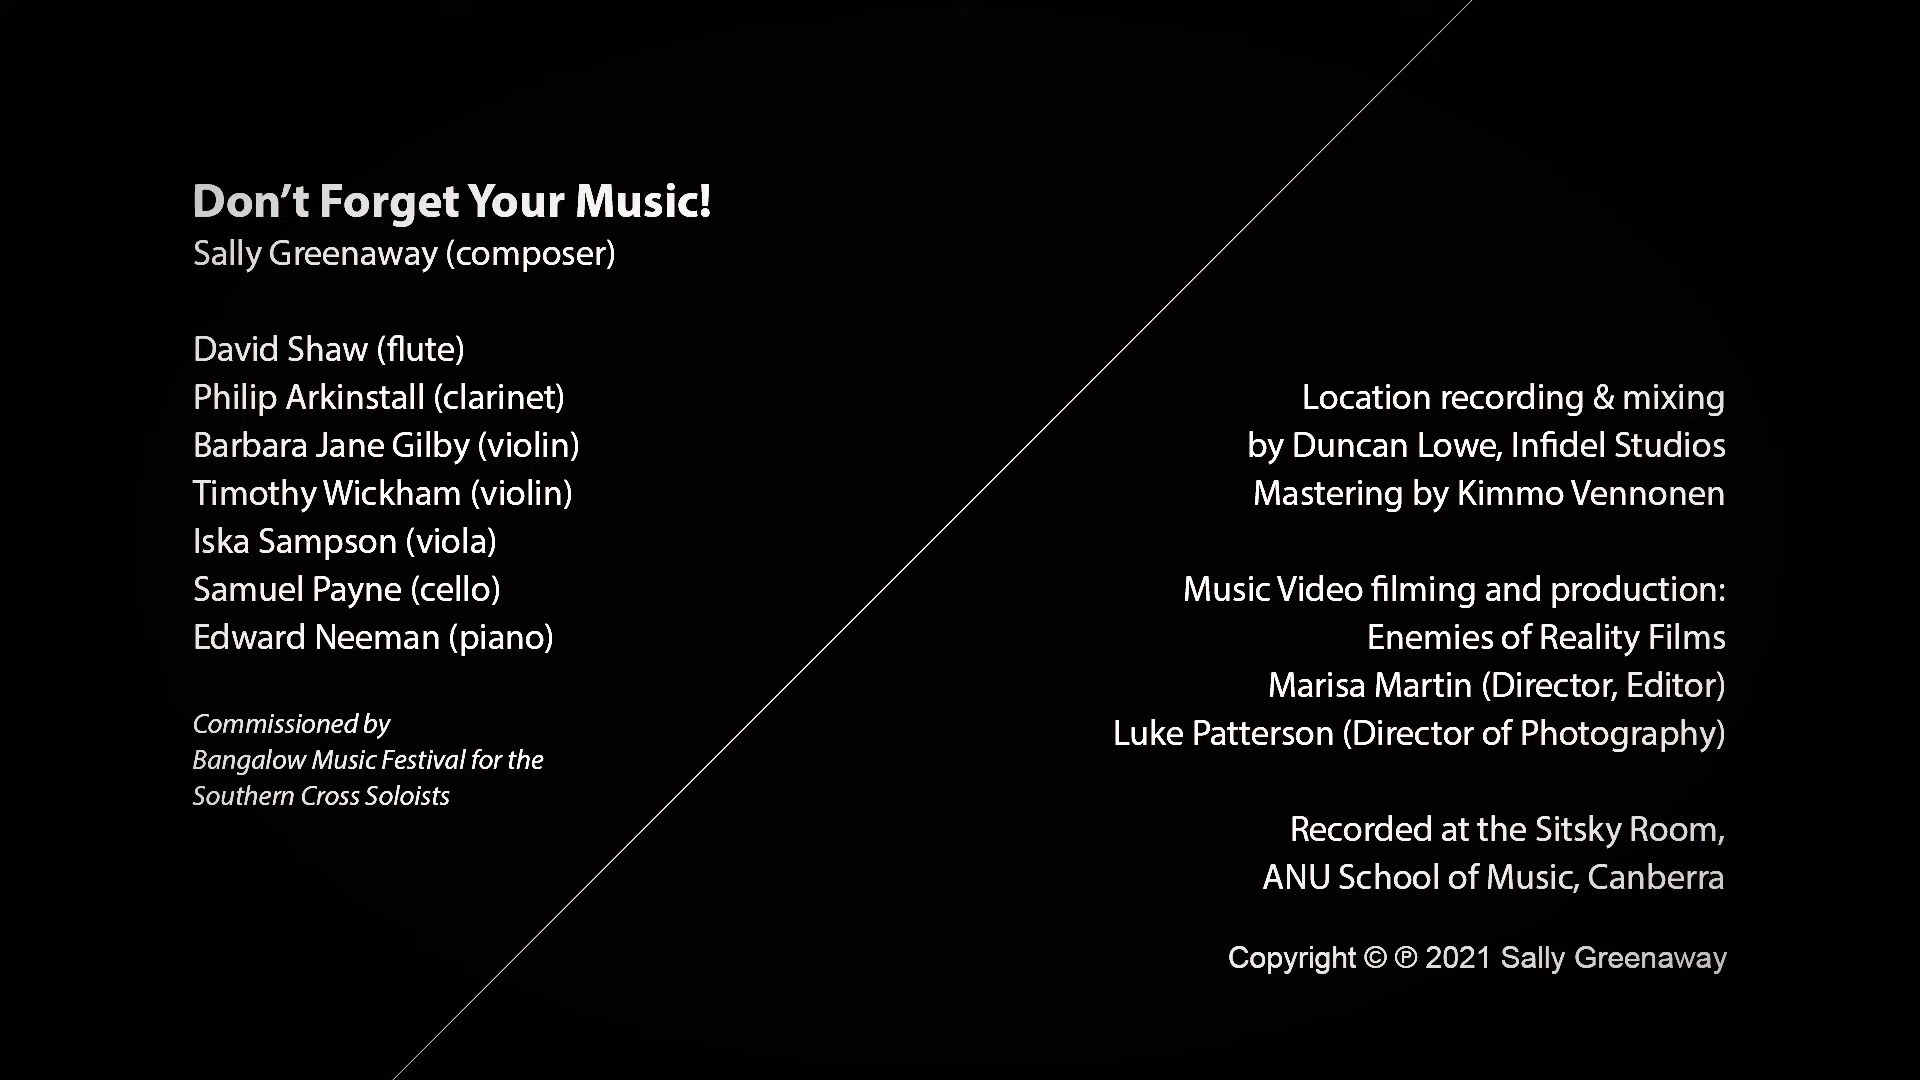 Don’t Forget Your Music!
Sally Greenaway (composer)
David Shaw (flute)
Philip Arkinstall (clarinet)
Barbara Jane Gilby (violin)
Timothy Wickham (violin)
Iska Sampson (viola)
Samuel Payne (cello)
Edward Neeman (piano)
Commissioned by
Bangalow Music Festival for the
Southern Cross Soloists
Location recording & mixing
by Duncan Lowe, Infidel Studios
Mastering by Kimmo Vennonen
Music Video filming and production:
Enemies of Reality Films
Marisa Martin (Director, Editor)
Luke Patterson (Director of Photography)
Recorded at the Sitsky Room,
ANU School of Music, Canberra
Copyright © ℗ 2021 Sally Greenaway